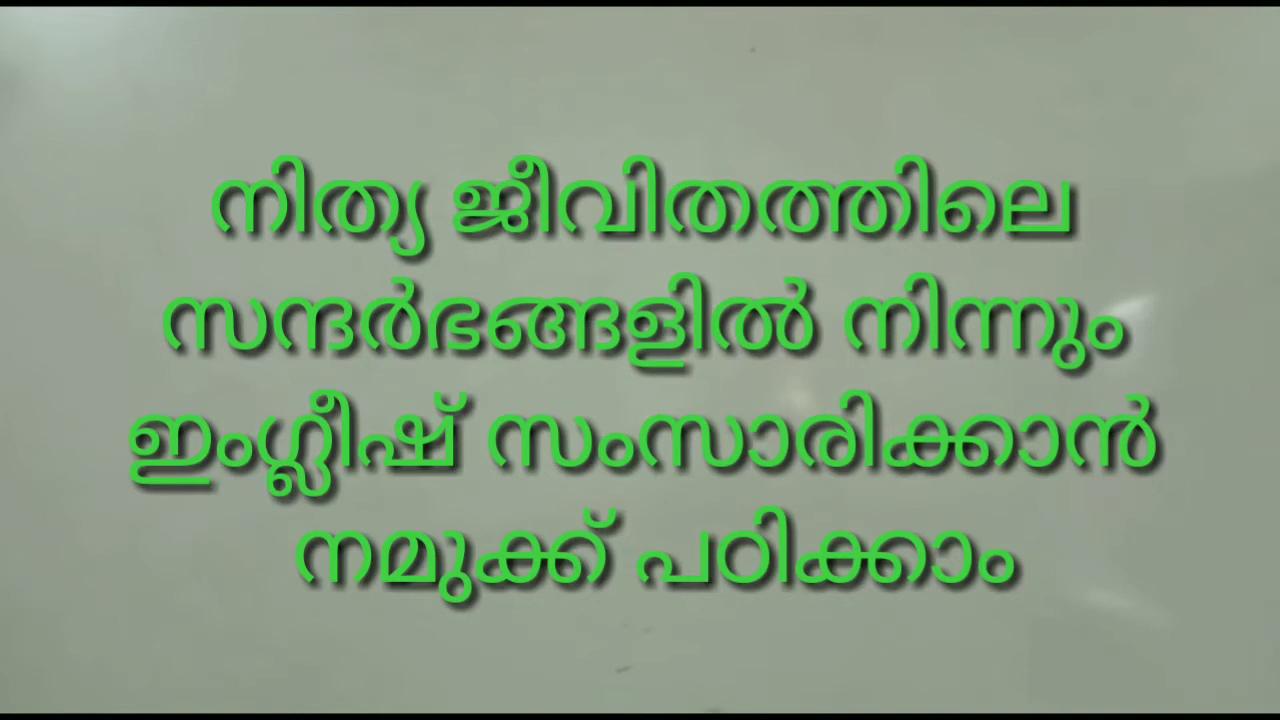 നിത്യ ജീവിതത്തിലെ
സന്ദർഭങ്ങളിൽ നിന്നും
ഇംഗ്ലീഷ് സംസാരിക്കാൻ
നമുക്ക് പഠിക്കാം